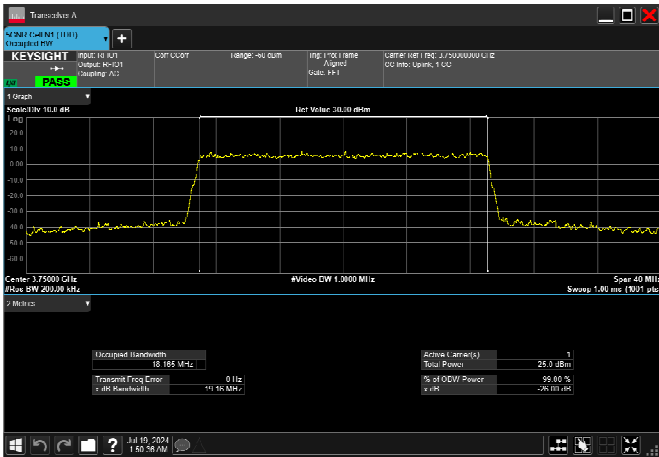 Transceiver A
Occupied BW
KEYSIGHT
Input: RFIO1
Output: RFIO1
Coupling: AC
Corr CCorr
Range: -60 dBm
Trig: Prot Frame
Aligned
Gate: FFT
Carrier Ref Freq: 3.750000000 GHz
CC Info: Uplink, 1 CC
PASS
1 Graph
Scale/Div 10.0 dB
Ref Value 30.00 dBm
Log
20.0
10.0
0.00
-10.0
-20.0
-30.0
-40.0
-50.0
-60.0
Center 3.75000 GHz
#Video BW 1.0000 MHz
Span 40 MHz
#Res BW 200.00 kHz
Sweep 1.00 ms (1001 pts
2 Metrics
Occupied Bandwidth
18.165 MHz
Transmit Freq Error
0 Hz
x dB Bandwidth
19.16 MHz
Active Carrier(s)
1
Total Power
25.0 dBm
% of OBW Power
99.00 %
x dB
-26.00 dB
Jul 19, 2024
1:50:36 AM